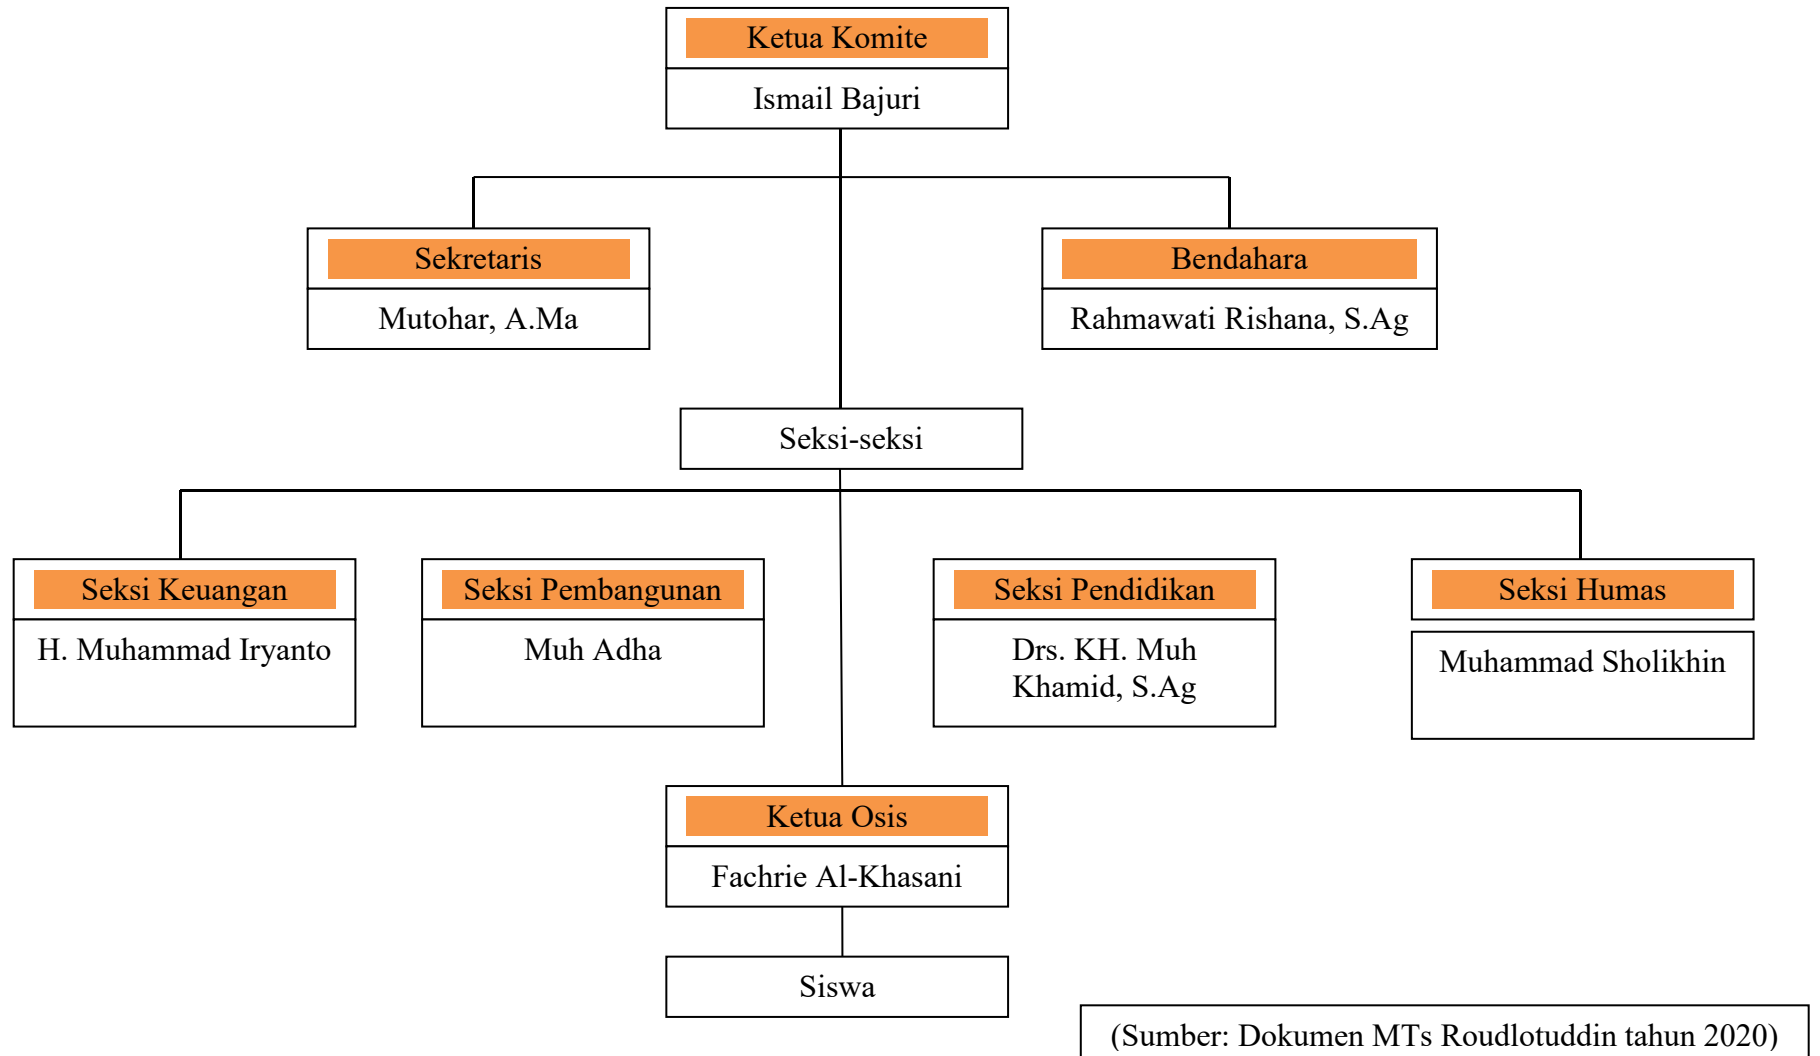 Ketua Komite
Ismail Bajuri
Sekretaris
Mutohar, A.Ma
Bendahara
Rahmawati Rishana, S.Ag
Seksi-seksi
Seksi Keuangan
H. Muhammad Iryanto
Seksi Pembangunan
Muh Adha
Seksi Pendidikan
Drs. KH. Muh
Khamid, S.Ag
Seksi Humas
Muhammad Sholikhin
Ketua Osis
Fachrie Al-Khasani
Siswa
(Sumber: Dokumen MTs Roudlotuddin tahun 2020)